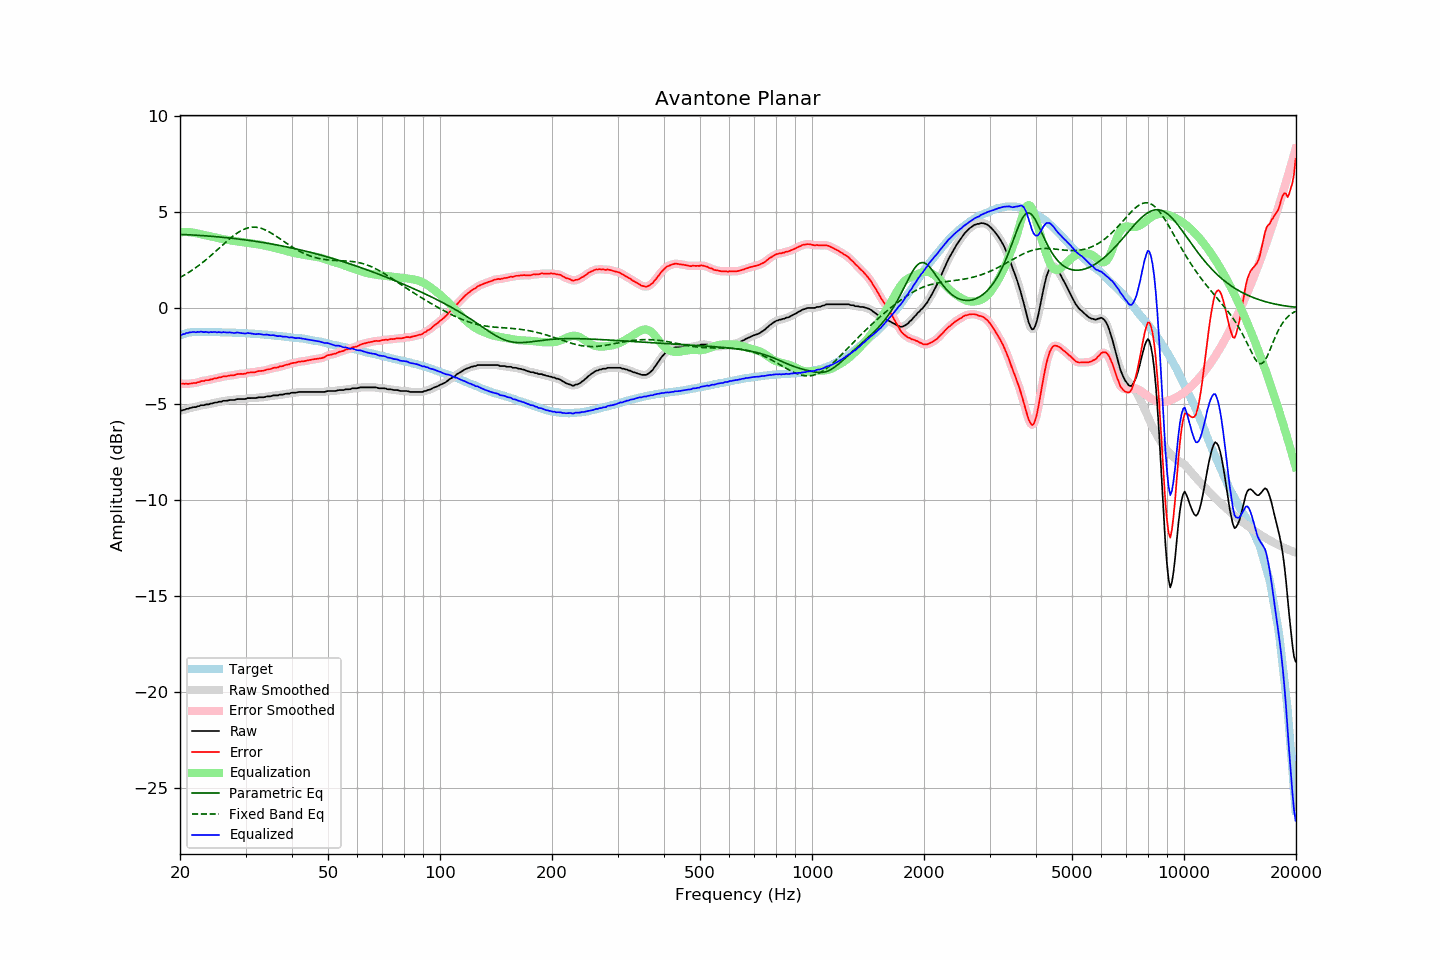 Avantone Planar
10
5
0
−5
−10
−15
−20
−25
Amplitude (dBr)
Target
Raw Smoothed
Error Smoothed
Raw
Error
Equalization
Parametric Eq
Fixed Band Eq
Equalized
20 50 100 200 500 1000 2000 5000 10000 20000
Frequency (Hz)